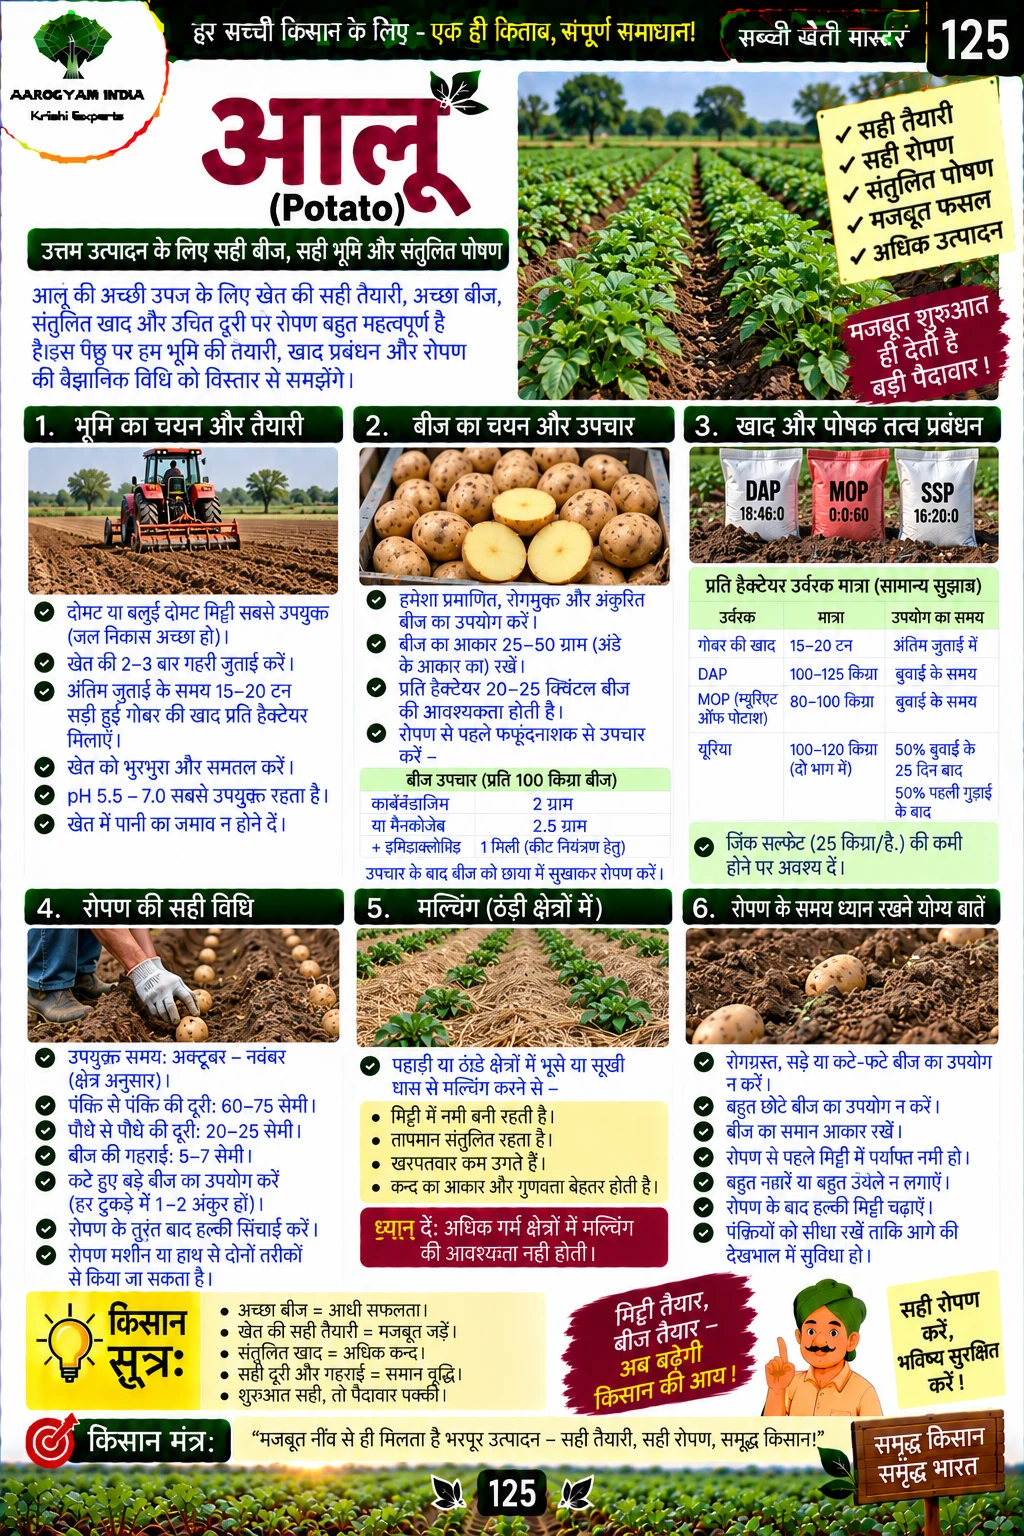 AAROGYAM INDIA
Krishi Experts
हर सच्ची किसान के लिए - एक ही किताब, संपूर्ण समाधान!
सब्ज़ी खेती मास्टर
125
आलू
(Potato)
उत्तम उत्पादन के लिए सही बीज, सही भूमि और संतुलित पोषण
आलू की अच्छी उपज के लिए खेत की सही तैयारी, अच्छा बीज,
संतुलित खाद और उचित दूरी पर रोपण बहुत महत्वपूर्ण है
है।इस पृष्ठ पर हम भूमि की तैयारी, खाद प्रबंधन और रोपण
की वैज्ञानिक विधि को विस्तार से समझेंगे।
✓ सही तैयारी
✓ सही रोपण
✓ संतुलित पोषण
✓ मजबूत फसल
✓ अधिक उत्पादन
मजबूत शुरुआत
ही देती है
बड़ी पैदावार !
1. भूमि का चयन और तैयारी
दोमट या बलुई दोमट मिट्टी सबसे उपयुक्त
(जल निकास अच्छा हो)।
खेत की 2–3 बार गहरी जुताई करें।
अंतिम जुताई के समय 15–20 टन
सड़ी हुई गोबर की खाद प्रति हैक्टेयर
मिलाएँ।
खेत को भुरभुरा और समतल करें।
pH 5.5 – 7.0 सबसे उपयुक्त रहता है।
खेत में पानी का जमाव न होने दें।
2. बीज का चयन और उपचार
हमेशा प्रमाणित, रोगमुक्त और अंकुरित
बीज का उपयोग करें।
बीज का आकार 25–50 ग्राम (अंडे
के आकार का) रखें।
प्रति हैक्टेयर 20–25 क्विंटल बीज
की आवश्यकता होती है।
रोपण से पहले फफूंदनाशक से उपचार
करें –
बीज उपचार (प्रति 100 किग्रा बीज)
कार्बेन्डाजिम 2 ग्राम
या मैनकोजेब 2.5 ग्राम
+ इमिडाक्लोप्रिड 1 मिली (कीट नियंत्रण हेतु)
उपचार के बाद बीज को छाया में सुखाकर रोपण करें।
3. खाद और पोषक तत्व प्रबंधन
DAP
18:46:0
MOP
0:0:60
SSP
16:20:0
प्रति हैक्टेयर उर्वरक मात्रा (सामान्य सुझाव)
उर्वरक मात्रा उपयोग का समय
गोबर की खाद 15–20 टन अंतिम जुताई में
DAP 100–125 किग्रा बुवाई के समय
MOP (म्यूरिएट 80–100 किग्रा बुवाई के समय
ऑफ पोटाश)
यूरिया 100–120 किग्रा 50% बुवाई के
(दो भाग में) 25 दिन बाद
50% पहली गुड़ाई
के बाद
जिंक सल्फेट (25 किग्रा/है.) की कमी
होने पर अवश्य दें।
4. रोपण की सही विधि
उपयुक्त समय: अक्टूबर – नवंबर
(क्षेत्र अनुसार)।
पंक्ति से पंक्ति की दूरी: 60–75 सेमी।
पौधे से पौधे की दूरी: 20–25 सेमी।
बीज की गहराई: 5–7 सेमी।
कटे हुए बड़े बीज का उपयोग करें
(हर टुकड़े में 1–2 अंकुर हों)।
रोपण के तुरंत बाद हल्की सिंचाई करें।
रोपण मशीन या हाथ से दोनों तरीकों
से किया जा सकता है।
5. मल्चिंग (ठंड़ी क्षेत्रों में)
पहाड़ी या ठंडे क्षेत्रों में भूसे या सूखी
घास से मल्चिंग करने से –
• मिट्टी में नमी बनी रहती है।
• तापमान संतुलित रहता है।
• खरपतवार कम उगते हैं।
• कन्द का आकार और गुणवत्ता बेहतर होती है।
ध्यान दें: अधिक गर्म क्षेत्रों में मल्चिंग
की आवश्यकता नही होती।
6. रोपण के समय ध्यान रखने योग्य बातें
रोगग्रस्त, सड़े या कटे-फटे बीज का उपयोग
न करें।
बहुत छोटे बीज का उपयोग न करें।
बीज का समान आकार रखें।
रोपण से पहले मिट्टी में पर्याप्त नमी हो।
बहुत या बहुत न लगाएँ।
रोपण के बाद हल्की मिट्टी चढ़ाएँ।
पंक्तियों को सीधा रखें ताकि आगे की
देखभाल में सुविधा हो।
किसान
सूत्र:
• अच्छा बीज = आधी सफलता।
• खेत की सही तैयारी = मजबूत जड़ें।
• संतुलित खाद = अधिक कन्द।
• सही दूरी और गहराई = समान वृद्धि।
• शुरुआत सही, तो पैदावार पक्की।
मिट्टी तैयार,
बीज तैयार –
अब बढ़ेगी
किसान की आय !
सही रोपण
करें,
भविष्य सुरक्षित
करें !
किसान मंत्र:
“मजबूत नींव से ही मिलता है भरपूर उत्पादन – सही तैयारी, सही रोपण, समृद्ध किसान!”
समृद्ध किसान
समृद्ध भारत
125